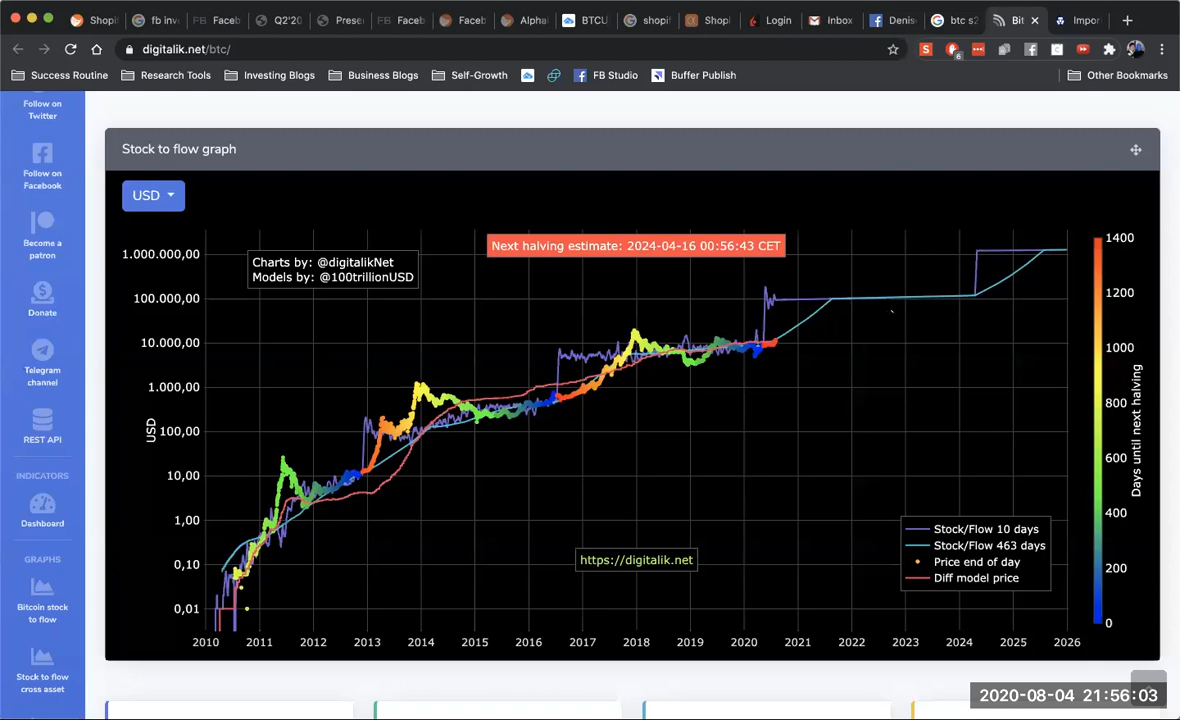 Shopi
fb inv
FB Faceb
Q2'20
Prese
FB Faceb
Faceb
Alpha
BTCU
shopif
Shopl
Login
Inbox
Denis
btc s2
Bit
Impor
digitalik.net/btc/
6
Success Routine
Research Tools
Investing Blogs
Business Blogs
Self-Growth
FB Studio
Buffer Publish
Other Bookmarks
Follow on
Twitter
Follow on
Facebook
Become a
patron
Donate
Telegram
channel
REST API
INDICATORS
Dashboard
GRAPHS
Bitcoin stock
to flow
Stock to flow
cross asset
Stock to flow graph
USD
Next halving estimate: 2024-04-16 00:56:43 CET
Charts by: @digitalikNet
Models by: @100trillionUSD
1.000.000,00
100.000,00
10.000,00
1.000,00
100,00
10,00
1,00
0,10
0,01
USD
2010 2011 2012 2013 2014 2015 2016 2017 2018 2019 2020 2021 2022 2023 2024 2025 2026
https://digitalik.net
Stock/Flow 10 days
Stock/Flow 463 days
Price end of day
Diff model price
1400
1200
1000
800
600
400
200
0
Days until next halving
2020-08-04 21:56:03